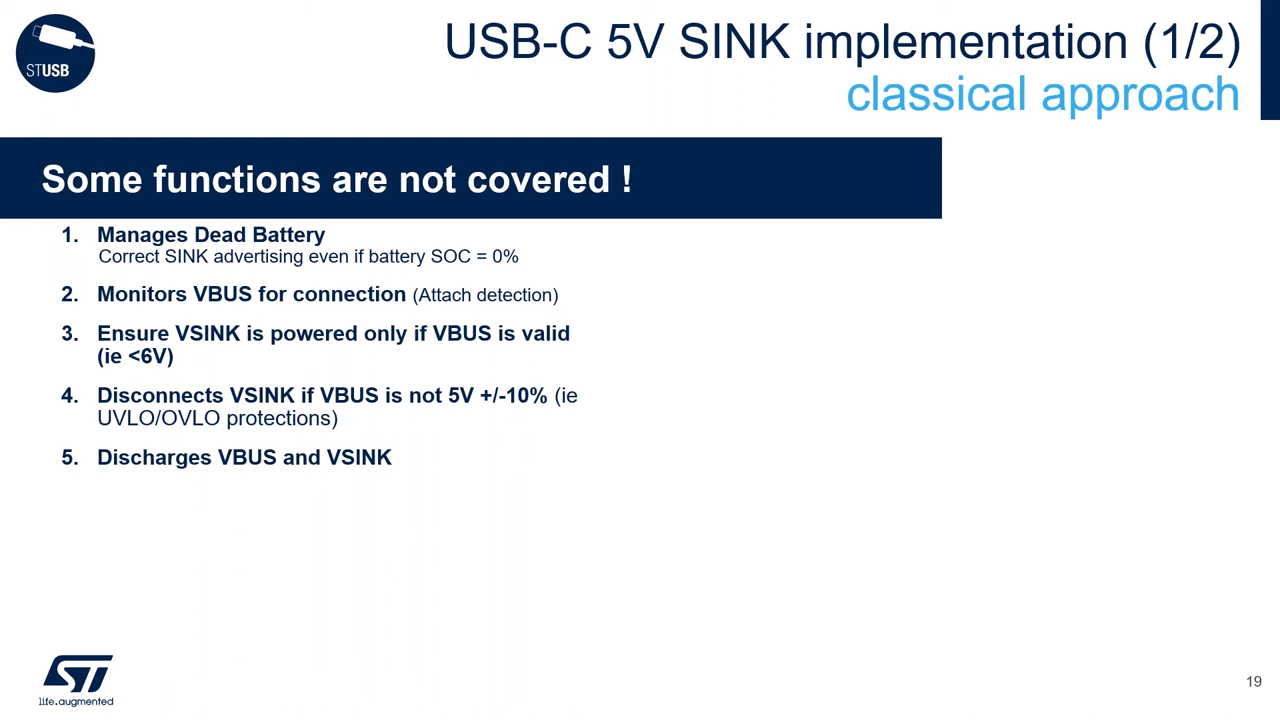 STUSB
USB-C 5V SINK implementation (1/2)
classical approach
Some functions are not covered !
1. Manages Dead Battery
Correct SINK advertising even if battery SOC = 0%
2. Monitors VBUS for connection (Attach detection)
3. Ensure VSINK is powered only if VBUS is valid
(ie <6V)
4. Disconnects VSINK if VBUS is not 5V +/-10% (ie
UVLO/OVLO protections)
5. Discharges VBUS and VSINK
ST
life.augmented
19